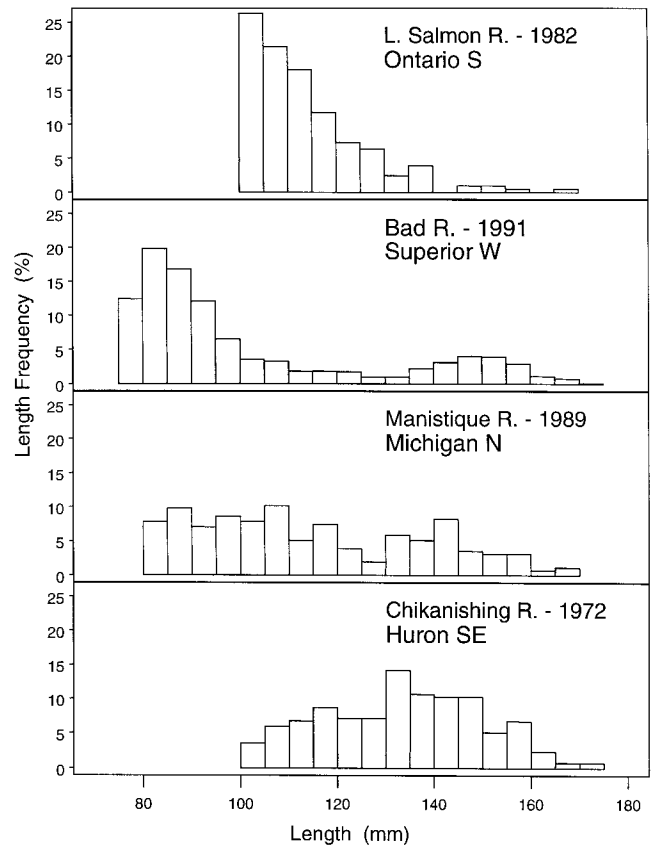 25
20
15
10
5
0
L. Salmon R. - 1982
Ontario S
25
20
15
10
5
0
Bad R. - 1991
Superior W
25
20
15
10
5
0
Manistique R. - 1989
Michigan N
25
20
15
10
5
0
Chikanishing R. - 1972
Huron SE
Length Frequency (%)
80 100 120 140 160 180
Length (mm)